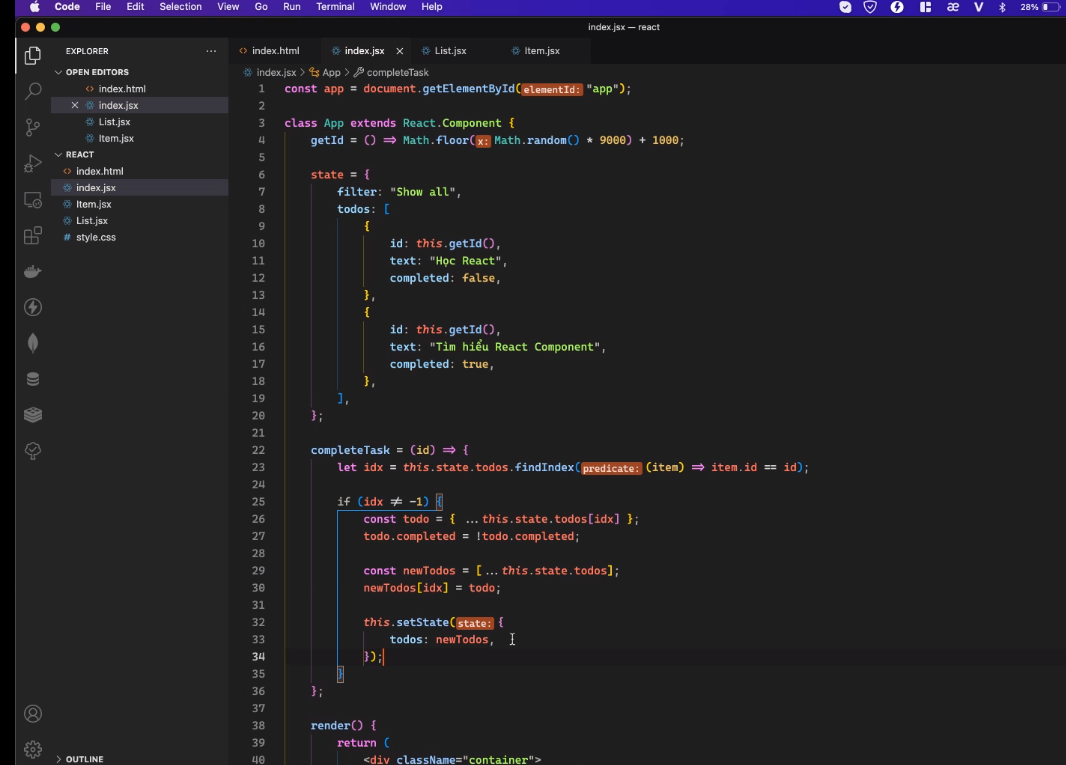 Code File Edit Selection View Go Run Terminal Window Help æ V 28%
index.jsx — react
EXPLORER ...
OPEN EDITORS
<> index.html
× index.jsx
List.jsx
Item.jsx
REACT
<> index.html
index.jsx
Item.jsx
List.jsx
# style.css
OUTLINE
<> index.html index.jsx × List.jsx Item.jsx
index.jsx > App > completeTask
1 const app = document.getElementById(elementId: "app");
2
3 class App extends React.Component {
4 getId = () => Math.floor(x: Math.random() * 9000) + 1000;
5
6 state = {
7 filter: "Show all",
8 todos: [
9 {
10 id: this.getId(),
11 text: "Học React",
12 completed: false,
13 },
14 {
15 id: this.getId(),
16 text: "Tìm hiểu React Component",
17 completed: true,
18 },
19 ],
20 };
21
22 completeTask = (id) => {
23 let idx = this.state.todos.findIndex(predicate: (item) => item.id == id);
24
25 if (idx != -1) {
26 const todo = { ...this.state.todos[idx] };
27 todo.completed = !todo.completed;
28
29 const newTodos = [...this.state.todos];
30 newTodos[idx] = todo;
31
32 this.setState(state: {
33 todos: newTodos,
34 });
35 }
36 };
37
38 render() {
39 return (
40 <div className="container">